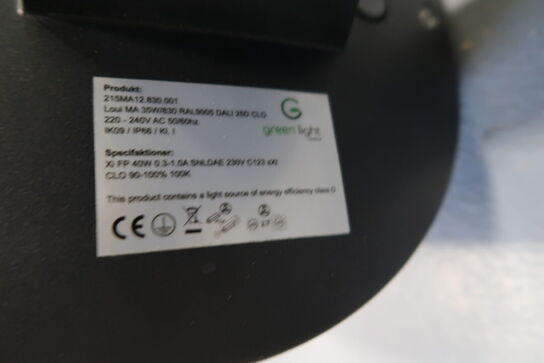 Produkt:
215MA12.830.001
Loui MA 35W/830 RAL9005 DALI 25D CLO
220 - 240V AC 50/60hz
IK09 / IP66 / Kl. I
green light
Specifaktioner:
Xi FP 40W 0.3-1.0A SNLDAE 230V C123 sXt
CLO 90-100% 100K
This product contains a light source of energy efficiency class D
CE